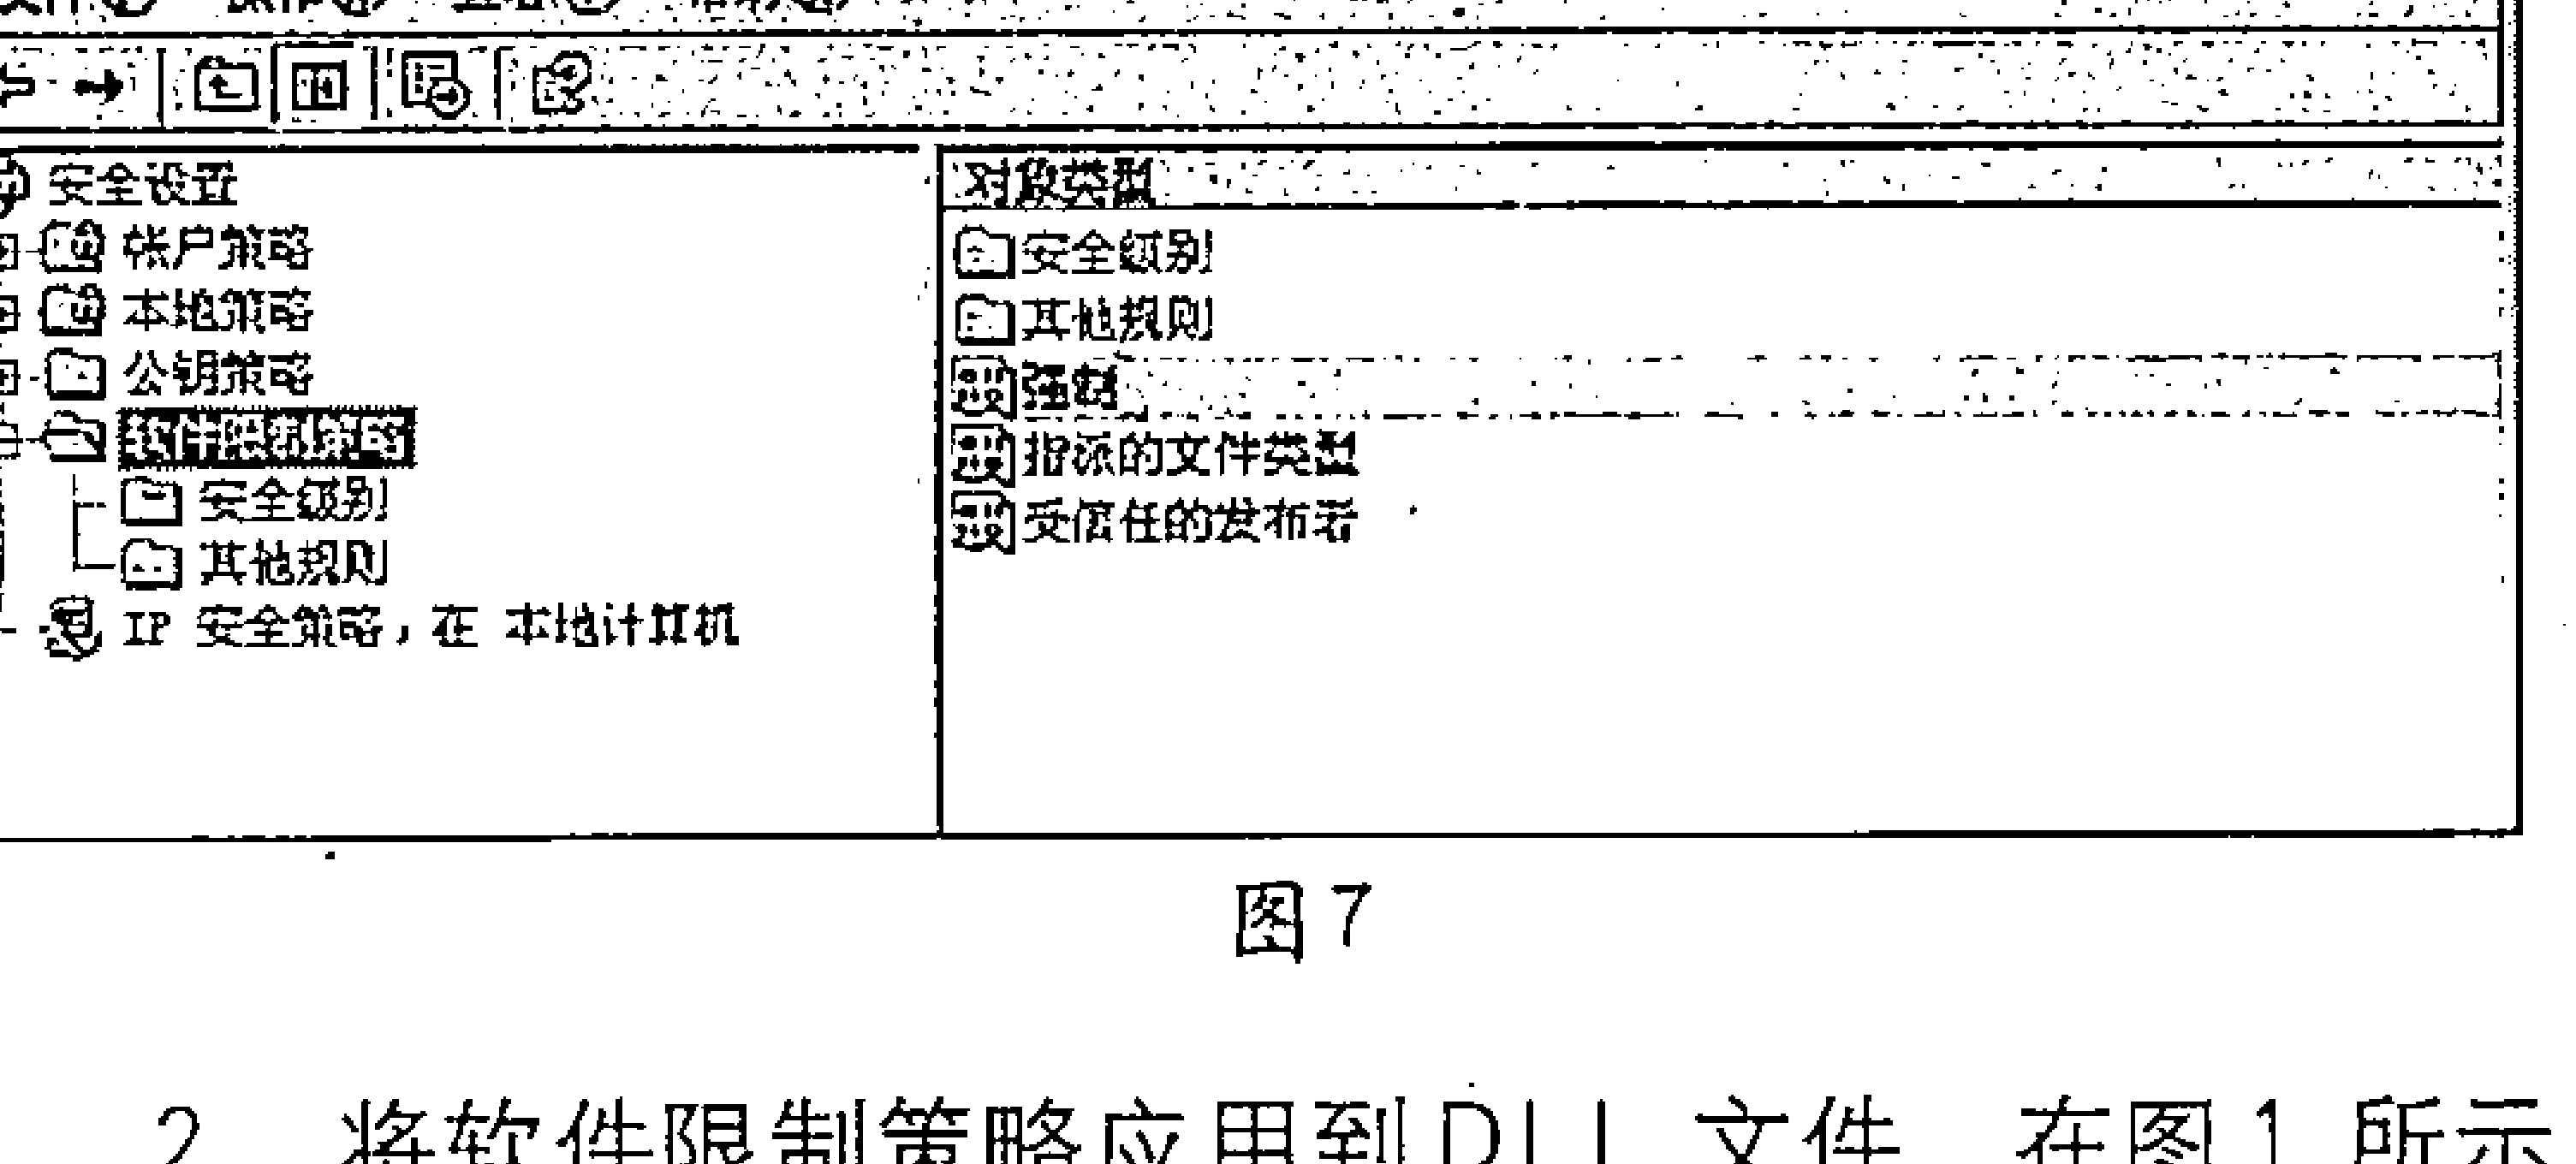 安全设置
帐户策略
本地策略
公钥策略
软件限制策略
安全级别
其他规则
IP 安全策略，在 本地计算机
对象类型
安全级别
其他规则
强制
指派的文件类型
受信任的发布者
图7
2 将软件限制策略应用到DLL 文件 在图1 所示